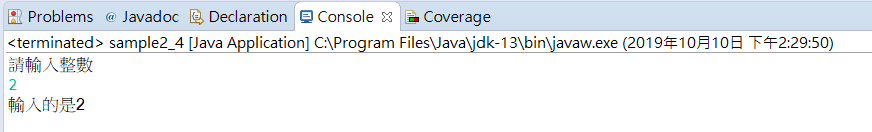 Problems @ Javadoc Declaration Console Coverage
<terminated> sample2_4 [Java Application] C:\Program Files\Java\jdk-13\bin\javaw.exe (2019年10月10日 下午2:29:50)
請輸入整數
2
輸入的是2